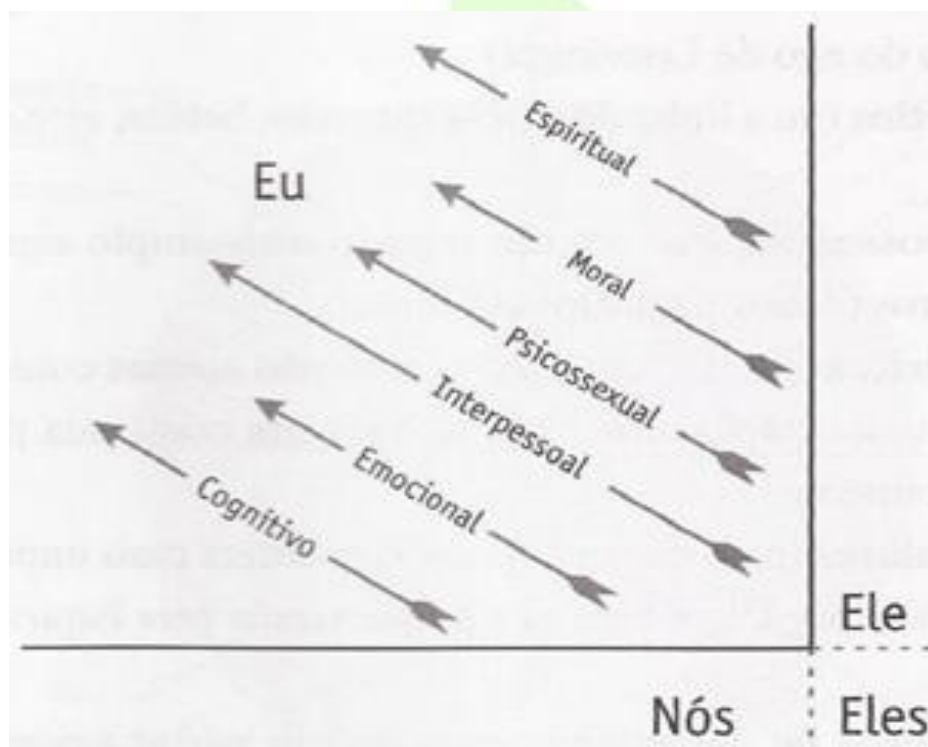 Espiritual
Eu
Moral
Psicossexual
Interpessoal
Emocional
Cognitivo
Ele
Nós
Eles